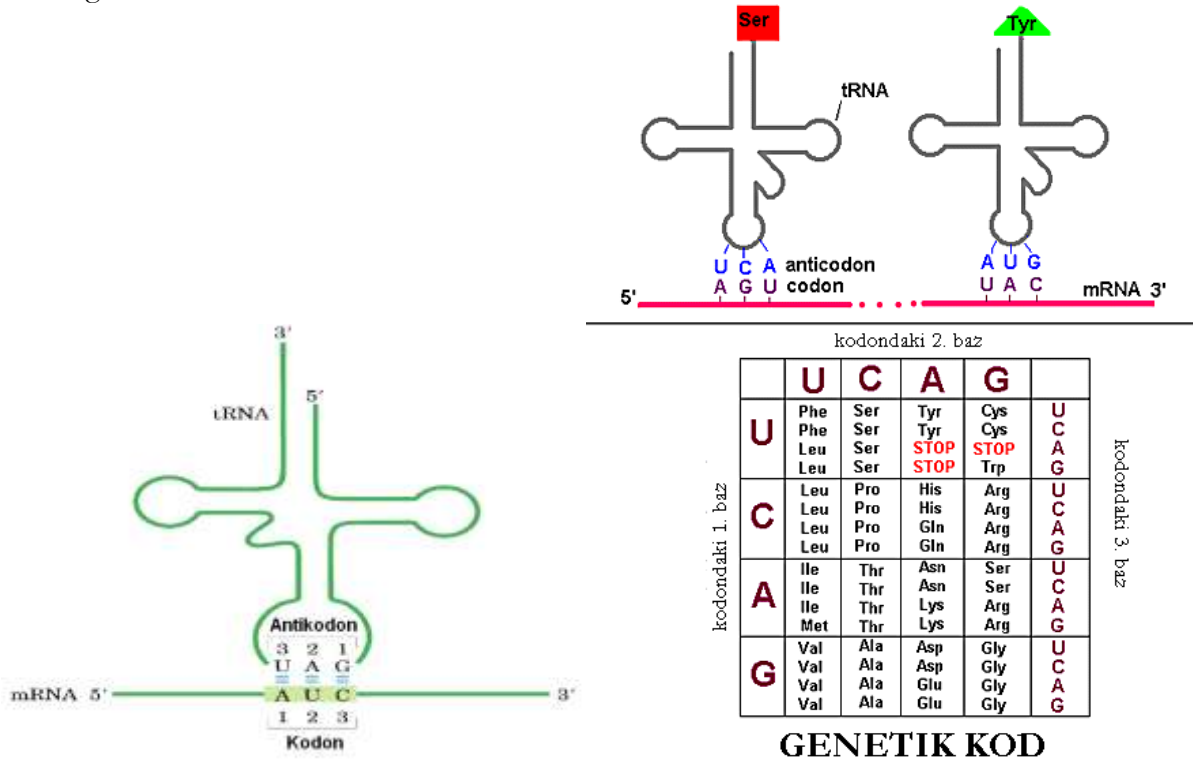 Ser
Tyr
tRNA
U C A anticodon
A U G
A G U codon
U A C
5' mRNA 3'
3'
5'
tRNA
Antikodon
3 2 1
U A G
mRNA 5' A U C 3'
1 2 3
Kodon
kodondaki 2. baz
U C A G
kodondaki 1. baz
kodondaki 3. baz
U
Phe Ser Tyr Cys U
Phe Ser Tyr Cys C
Leu Ser STOP STOP A
Leu Ser STOP Trp G
C
Leu Pro His Arg U
Leu Pro His Arg C
Leu Pro Gln Arg A
Leu Pro Gln Arg G
A
Ile Thr Asn Ser U
Ile Thr Asn Ser C
Ile Thr Lys Arg A
Met Thr Lys Arg G
G
Val Ala Asp Gly U
Val Ala Asp Gly C
Val Ala Glu Gly A
Val Ala Glu Gly G
GENETIK KOD